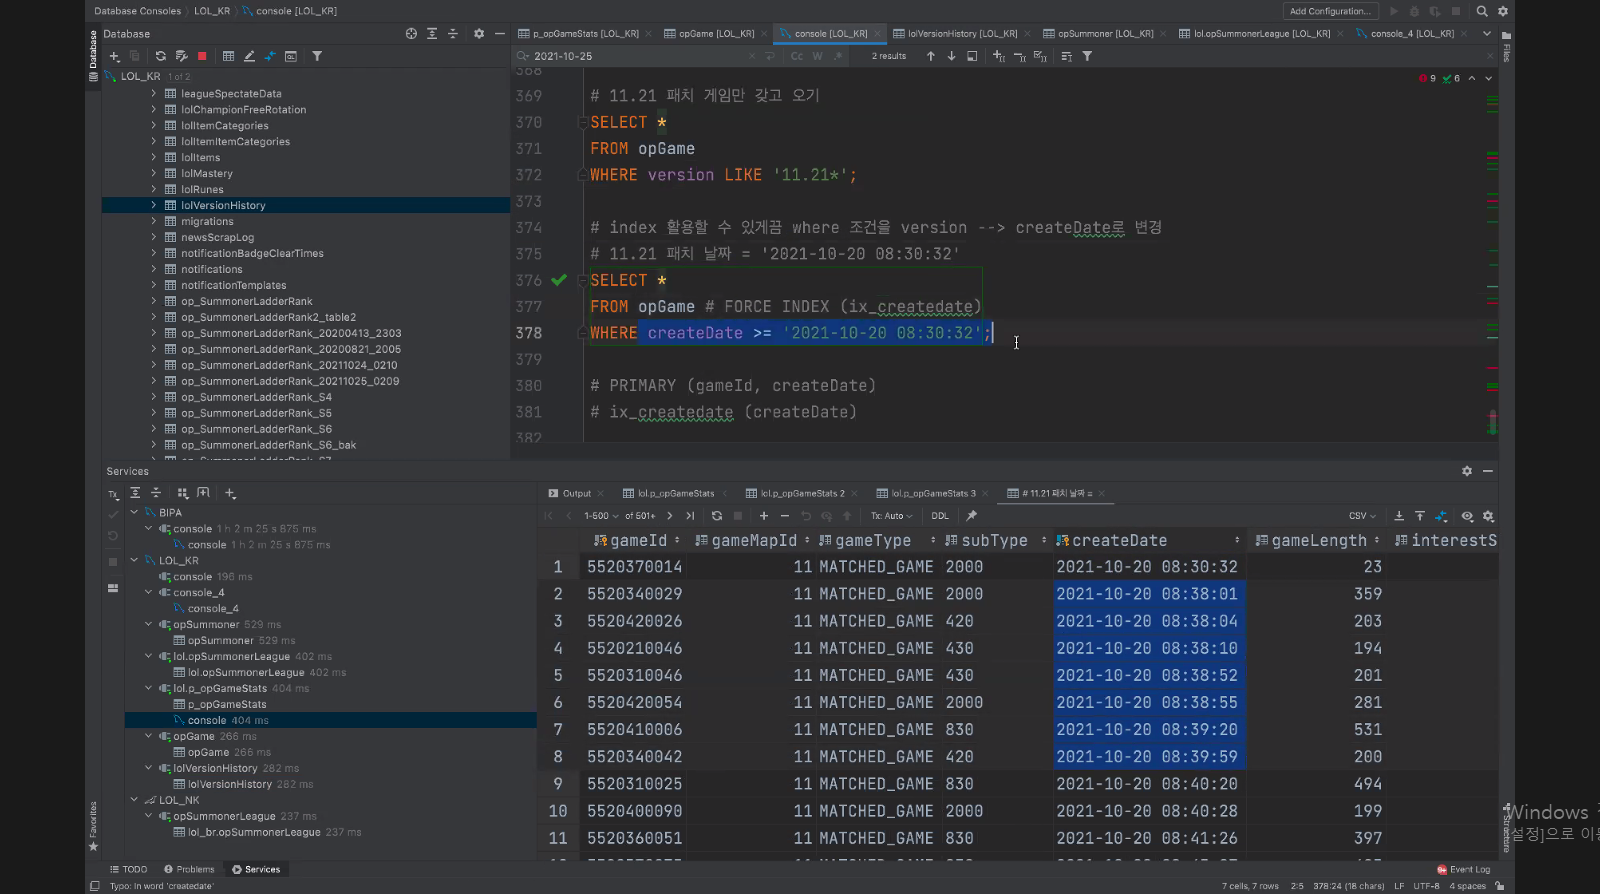 Database Consoles LOL_KR console [LOL_KR]
Add Configuration...
Database
p_opGameStats [LOL_KR]
opGame [LOL_KR]
console [LOL_KR]
lolVersionHistory [LOL_KR]
opSummoner [LOL_KR]
lol.opSummonerLeague [LOL_KR]
console_4 [LOL_KR]
Database
Files
2021-10-25
Cc W .*
2 results
LOL_KR 1 of 2
leagueSpectateData
lolChampionFreeRotation
lolItemCategories
lolItemItemCategories
lolItems
lolMastery
lolRunes
lolVersionHistory
migrations
newsScrapLog
notificationBadgeClearTimes
notifications
notificationTemplates
op_SummonerLadderRank
op_SummonerLadderRank2_table2
op_SummonerLadderRank_20200413_2303
op_SummonerLadderRank_20200821_2005
op_SummonerLadderRank_20211024_0210
op_SummonerLadderRank_20211025_0209
op_SummonerLadderRank_S4
op_SummonerLadderRank_S5
op_SummonerLadderRank_S6
op_SummonerLadderRank_S6_bak
op_SummonerLadderRank_S7
9 6
368
369 # 11.21 패치 게임만 갖고 오기
370 SELECT *
371 FROM opGame
372 WHERE version LIKE '11.21*';
373
374 # index 활용할 수 있게끔 where 조건을 version --> createDate로 변경
375 # 11.21 패치 날짜 = '2021-10-20 08:30:32'
376 SELECT *
377 FROM opGame # FORCE INDEX (ix_createdate)
378 WHERE createDate >= '2021-10-20 08:30:32';
379
380 # PRIMARY (gameId, createDate)
381 # ix_createdate (createDate)
382
Services
Tx
BIPA
console 1 h 2 m 25 s 875 ms
console 1 h 2 m 25 s 875 ms
LOL_KR
console 196 ms
console_4
console_4
opSummoner 529 ms
opSummoner 529 ms
lol.opSummonerLeague 402 ms
lol.opSummonerLeague 402 ms
lol.p_opGameStats 404 ms
p_opGameStats
console 404 ms
opGame 266 ms
opGame 266 ms
lolVersionHistory 282 ms
lolVersionHistory 282 ms
LOL_NK
opSummonerLeague 237 ms
lol_br.opSummonerLeague 237 ms
Output
lol.p_opGameStats
lol.p_opGameStats 2
lol.p_opGameStats 3
# 11.21 패치 날짜 =
1-500 of 501+
Tx: Auto
DDL
CSV
gameId gameMapId gameType subType createDate gameLength interestS
1 5520370014 11 MATCHED_GAME 2000 2021-10-20 08:30:32 23
2 5520340029 11 MATCHED_GAME 2000 2021-10-20 08:38:01 359
3 5520420026 11 MATCHED_GAME 420 2021-10-20 08:38:04 203
4 5520210046 11 MATCHED_GAME 430 2021-10-20 08:38:10 194
5 5520310046 11 MATCHED_GAME 430 2021-10-20 08:38:52 201
6 5520420054 11 MATCHED_GAME 2000 2021-10-20 08:38:55 281
7 5520410006 11 MATCHED_GAME 830 2021-10-20 08:39:20 531
8 5520340042 11 MATCHED_GAME 420 2021-10-20 08:39:59 200
9 5520310025 11 MATCHED_GAME 830 2021-10-20 08:40:20 494
10 5520400090 11 MATCHED_GAME 2000 2021-10-20 08:40:28 199
11 5520360051 11 MATCHED_GAME 830 2021-10-20 08:41:26 397
Favorites
Structure
Windows
[설정]으로 이동
TODO Problems Services
Event Log
Typo: In word 'createdate'
7 cells, 7 rows 2:5 378:24 (18 chars) LF UTF-8 4 spaces